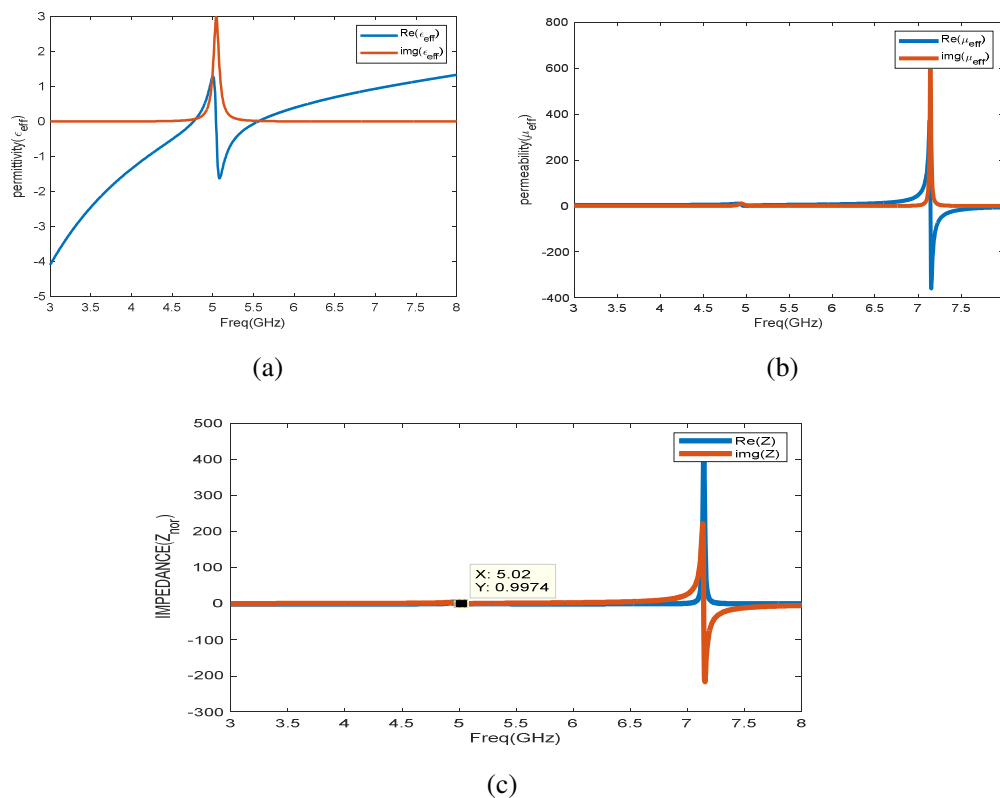 3
2
1
0
-1
-2
-3
-4
-5
permittivity(ϵeff)
Re(ϵeff)
img(ϵeff)
3 3.5 4 4.5 5 5.5 6 6.5 7 7.5 8
Freq(GHz)
(a)
800
600
400
200
0
-200
-400
permeability(μeff)
Re(μeff)
img(μeff)
3 3.5 4 4.5 5 5.5 6 6.5 7 7.5
Freq(GHz)
(b)
500
400
300
200
100
0
-100
-200
-300
IMPEDANCE(Znor)
Re(Z)
img(Z)
X: 5.02
Y: 0.9974
3 3.5 4 4.5 5 5.5 6 6.5 7 7.5 8
Freq(GHz)
(c)